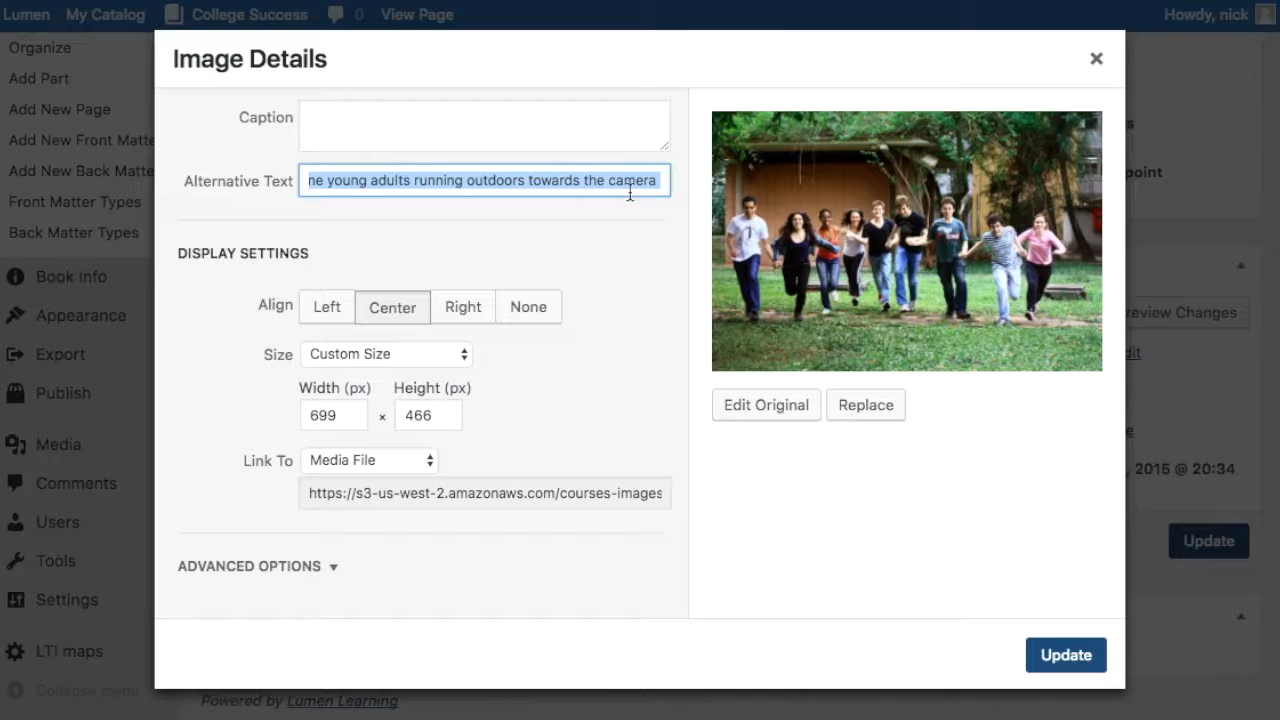 Lumen My Catalog College Success 0 View Page Howdy, nick
Organize
Add Part
Add New Page
Add New Front Matte
Add New Back Matte
Front Matter Types
Back Matter Types
Book Info
Appearance
Export
Publish
Media
Comments
Users
Tools
Settings
LTI maps
Collapse menu
Image Details
×
Caption
Alternative Text ne young adults running outdoors towards the camera
DISPLAY SETTINGS
Align Left Center Right None
Size Custom Size
Width (px) Height (px)
699 × 466
Link To Media File
https://s3-us-west-2.amazonaws.com/courses-images
ADVANCED OPTIONS
Edit Original Replace
Update
s
point
review Changes
dit
e
, 2015 @ 20:34
Update
Powered by Lumen Learning